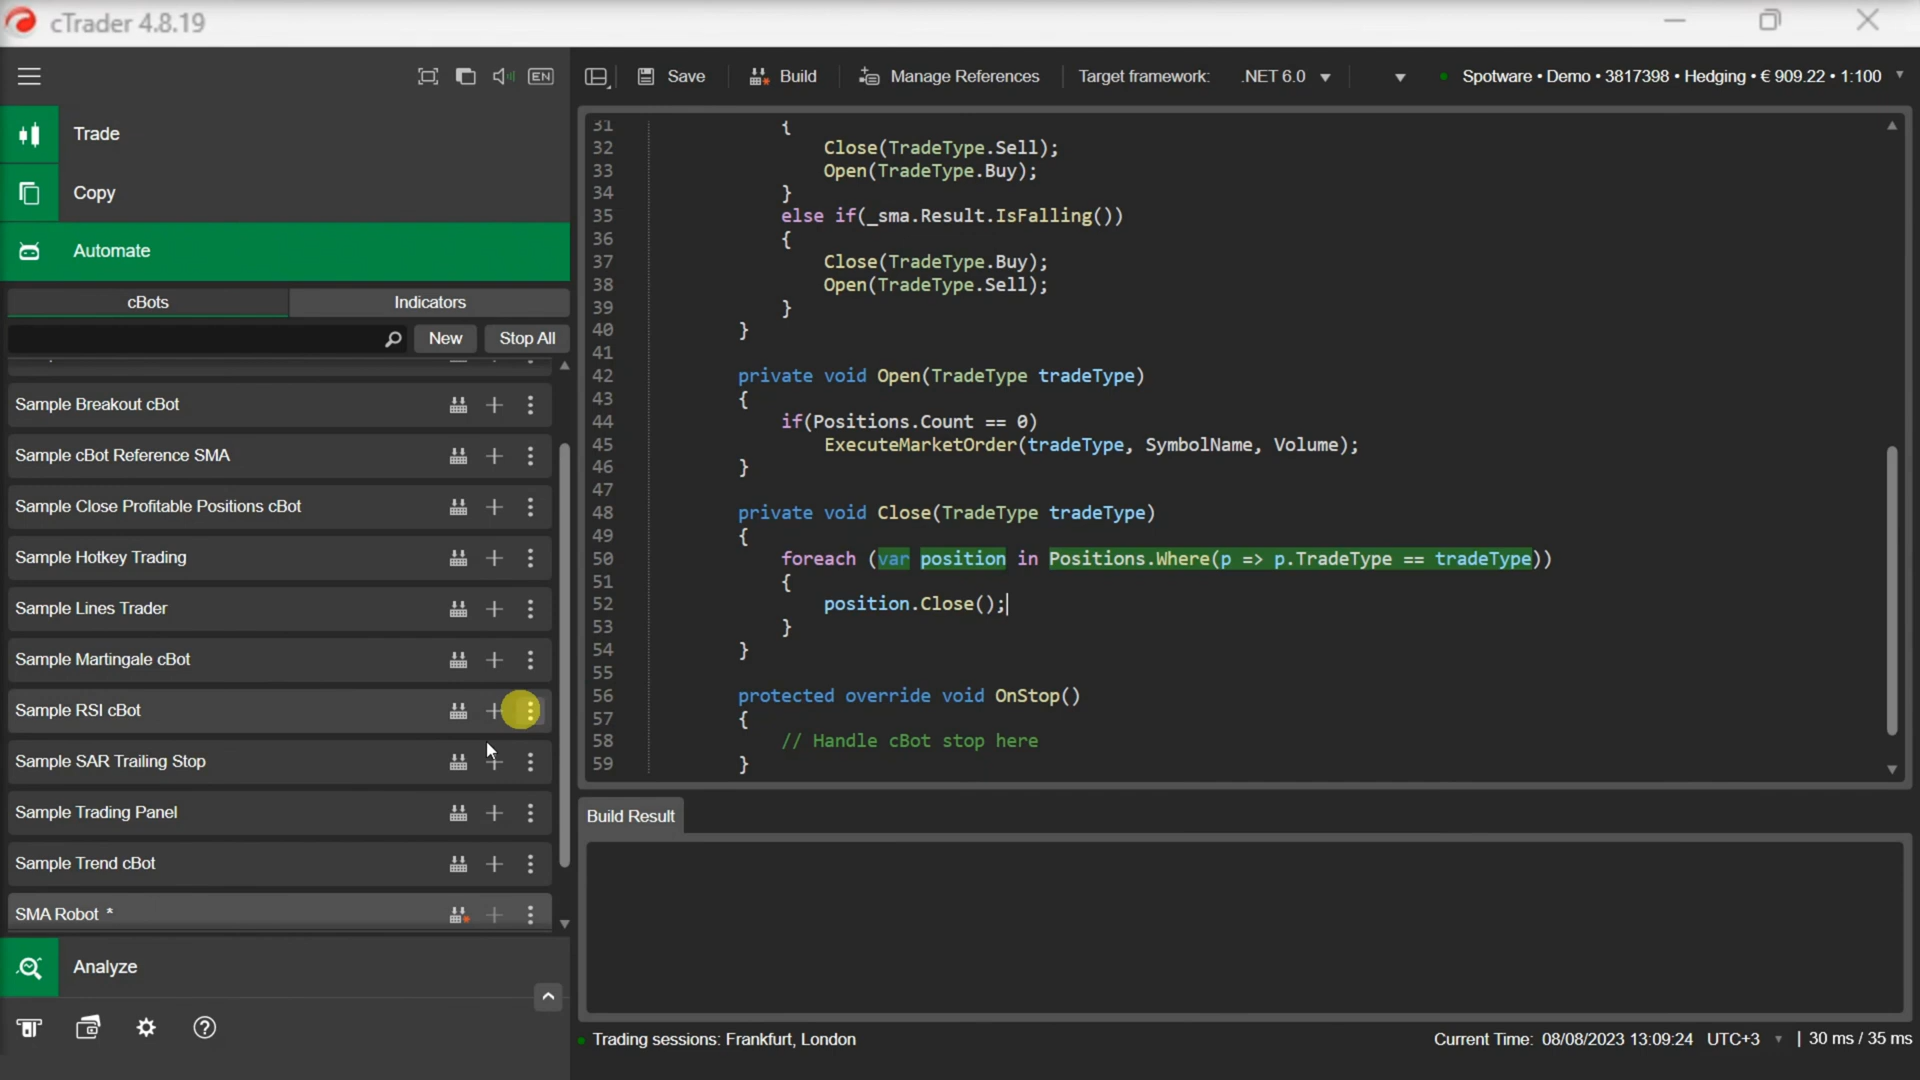 cTrader 4.8.19
EN
Save
Build
Manage References
Target framework:
.NET 6.0
Spotware • Demo • 3817398 • Hedging • € 909.22 • 1:100
Trade
Copy
Automate
cBots
Indicators
New
Stop All
Sample Breakout cBot
Sample cBot Reference SMA
Sample Close Profitable Positions cBot
Sample Hotkey Trading
Sample Lines Trader
Sample Martingale cBot
Sample RSI cBot
Sample SAR Trailing Stop
Sample Trading Panel
Sample Trend cBot
SMA Robot *
Analyze
31 {
32 Close(TradeType.Sell);
33 Open(TradeType.Buy);
34 }
35 else if(_sma.Result.IsFalling())
36 {
37 Close(TradeType.Buy);
38 Open(TradeType.Sell);
39 }
40 }
41
42 private void Open(TradeType tradeType)
43 {
44 if(Positions.Count == 0)
45 ExecuteMarketOrder(tradeType, SymbolName, Volume);
46 }
47
48 private void Close(TradeType tradeType)
49 {
50 foreach (var position in Positions.Where(p => p.TradeType == tradeType))
51 {
52 position.Close();
53 }
54 }
55
56 protected override void OnStop()
57 {
58 // Handle cBot stop here
59 }
Build Result
Trading sessions: Frankfurt, London
Current Time: 08/08/2023 13:09:24 UTC+3
30 ms / 35 ms